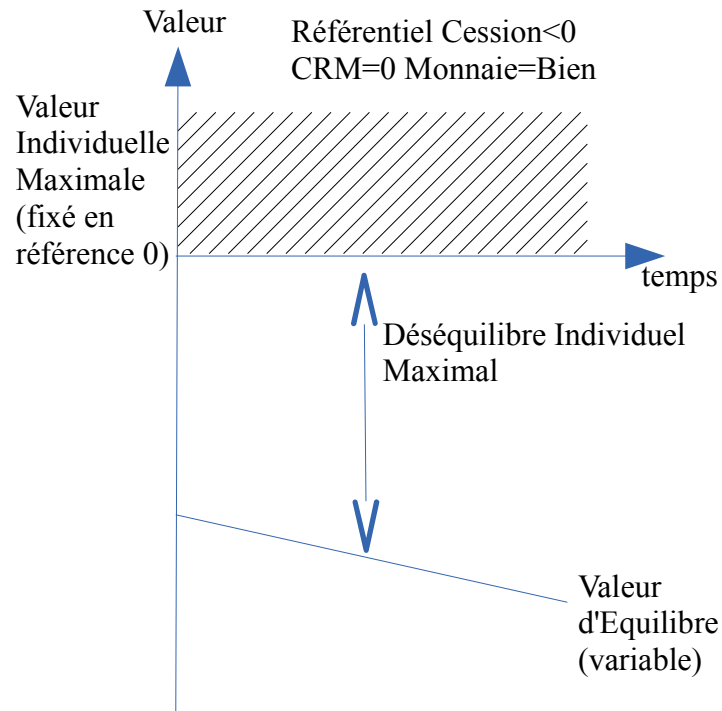 Valeur
Référentiel Cession<0
CRM=0 Monnaie=Bien
Valeur
Individuelle
Maximale
(fixé en
référence 0)
temps
Déséquilibre Individuel
Maximal
Valeur
d'Equilibre
(variable)